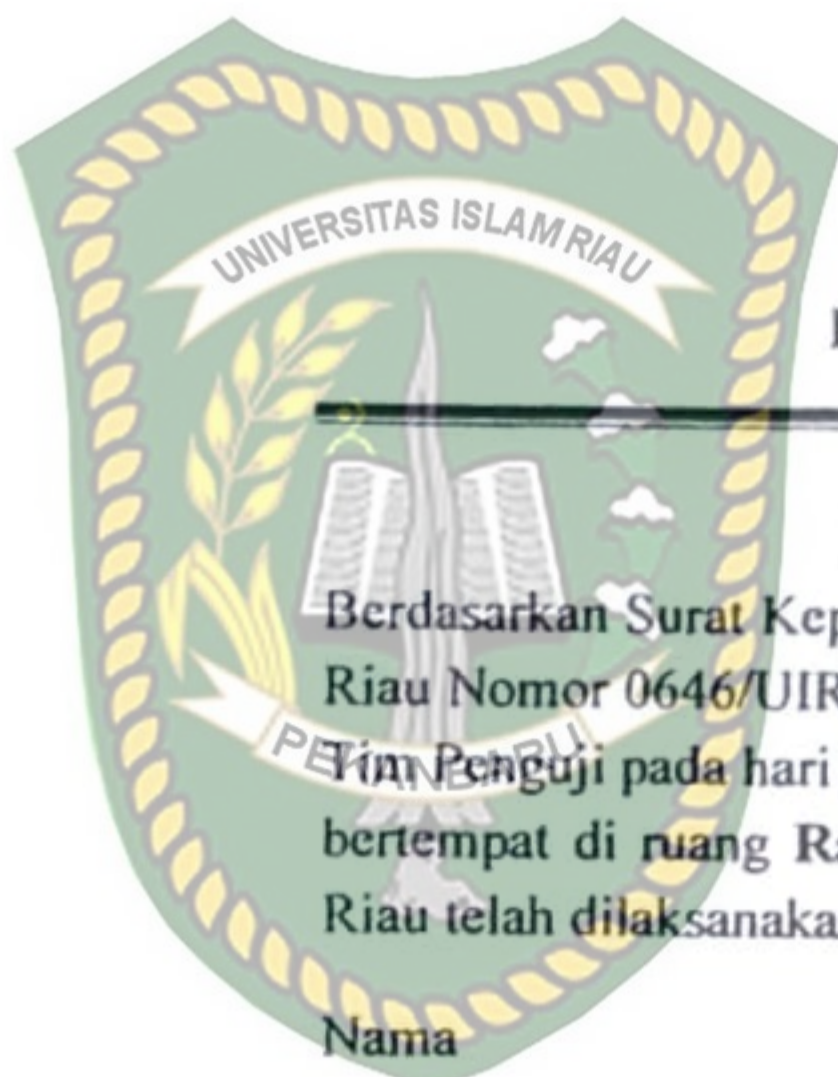 UNIVERSITAS ISLAM RIAU
Berdasarkan Surat Kep
Riau Nomor 0646/UIR
PEKANBARU
Tim Penguji pada hari
bertempat di ruang Ra
Riau telah dilaksanaka
Nama